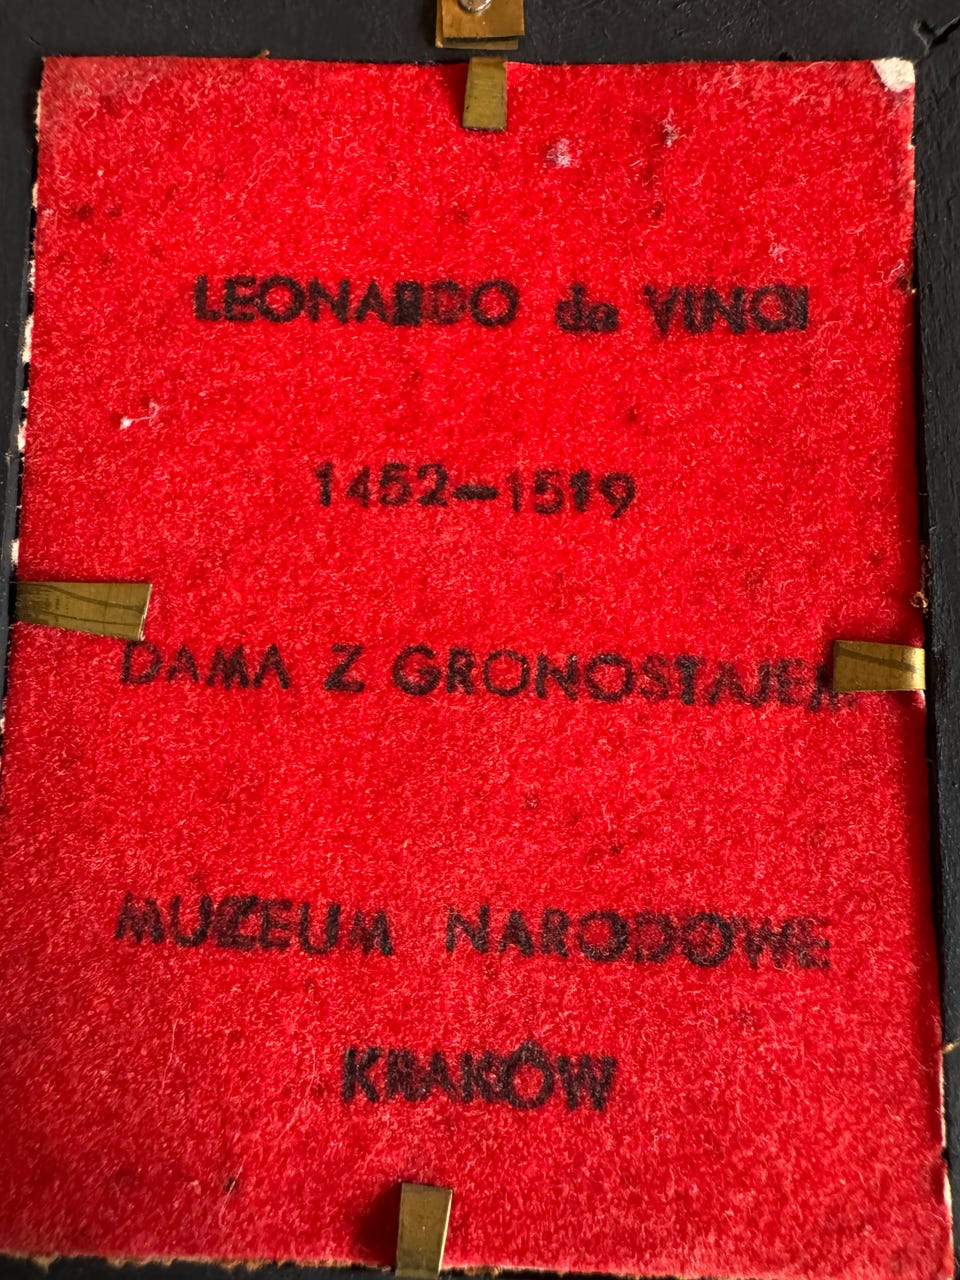 LEONARDO da VINCI
1452–1519
DAMA Z GRONOSTAJEM
MUZEUM NARODOWE
KRAKÓW